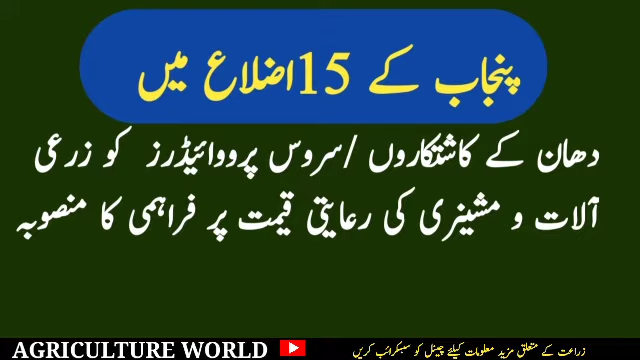 پنجاب کے 15 اضلاع میں
دھان کے کاشتکاروں /سروس پرووائیڈرز کو زرعی
آلات و مشینری کی رعایتی قیمت پر فراہمی کا منصوبہ
AGRICULTURE WORLD
زراعت کے متعلق مزید معلومات کیلئے چینل کو سبسکرائب کریں